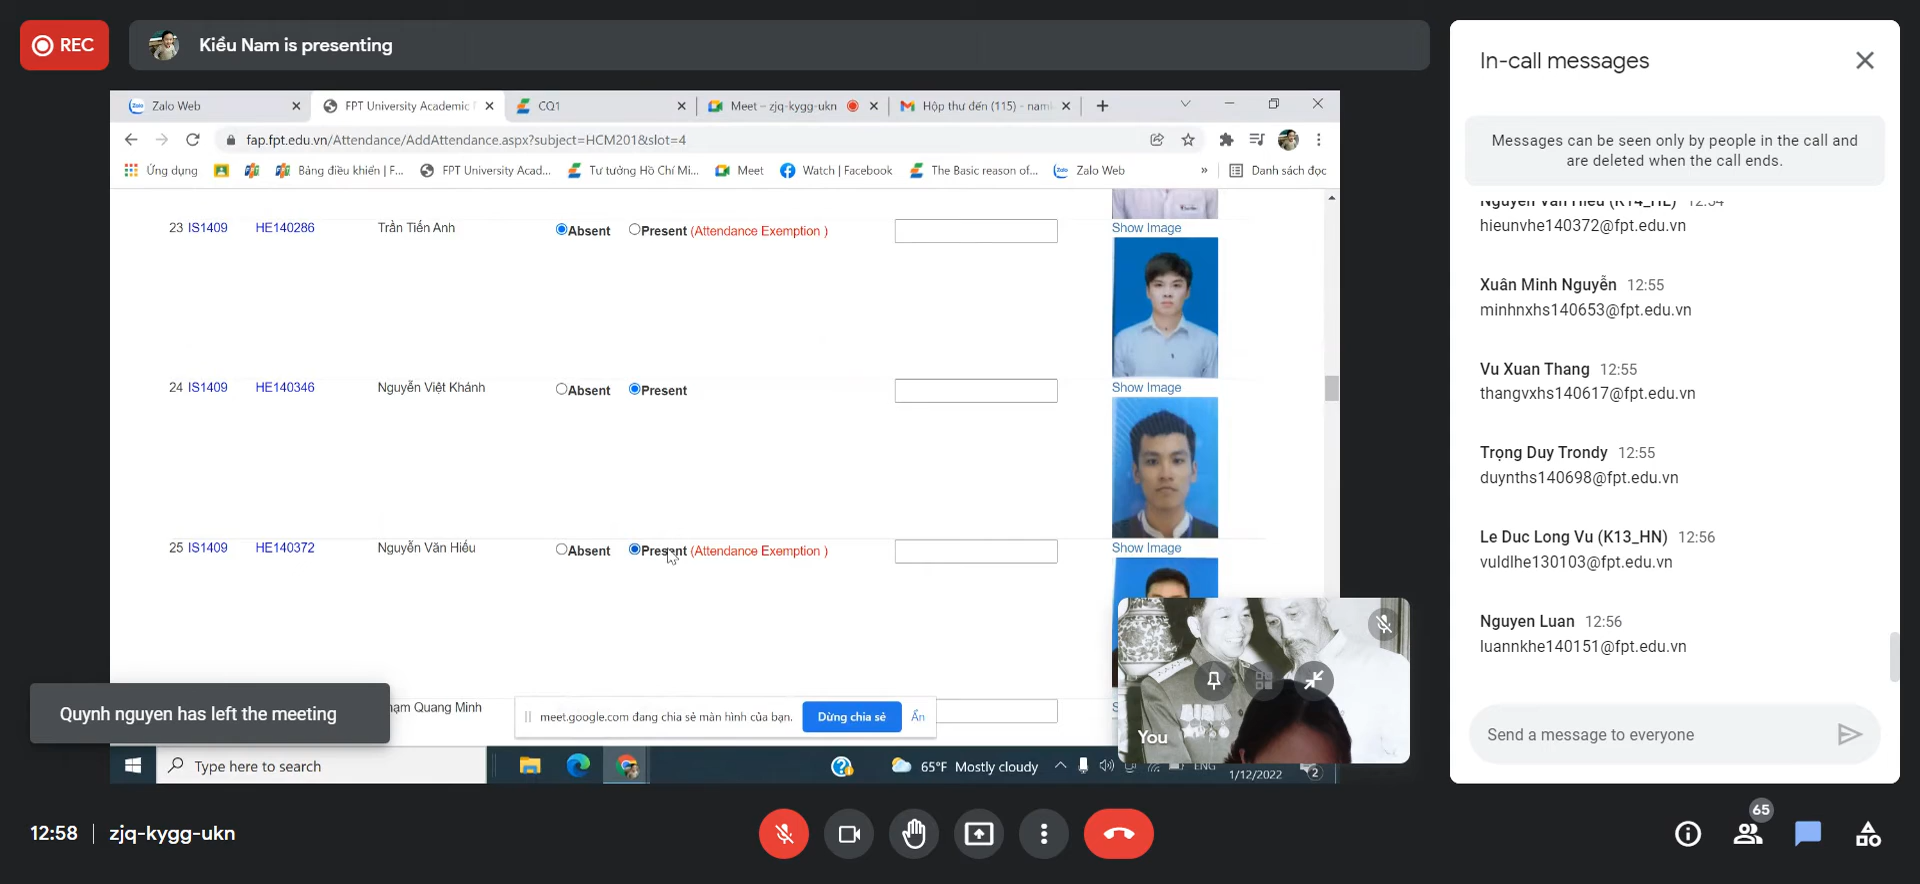 REC
Kiều Nam is presenting
Zalo Web
FPT University Academic
CQ1
Meet – zjq-kygg-ukn
Hộp thư đến (115) - nam
fap.fpt.edu.vn/Attendance/AddAttendance.aspx?subject=HCM201&slot=4
Ứng dụng
Bảng điều khiển | F...
FPT University Acad...
Tư tưởng Hồ Chí Mi...
Meet
Watch | Facebook
The Basic reason of...
Zalo Web
»
Danh sách đọc
23 IS1409 HE140286 Trần Tiến Anh Absent Present (Attendance Exemption ) Show Image
24 IS1409 HE140346 Nguyễn Việt Khánh Absent Present Show Image
25 IS1409 HE140372 Nguyễn Văn Hiếu Absent Present (Attendance Exemption ) Show Image
Quang Minh
meet.google.com đang chia sẻ màn hình của bạn. Dừng chia sẻ Ẩn
Quynh nguyen has left the meeting
You
Type here to search
65°F Mostly cloudy
ENG
1/12/2022
2
12:58 | zjq-kygg-ukn
In-call messages
Messages can be seen only by people in the call and
are deleted when the call ends.
Nguyen Van Hieu (K14_HL) 12:54
hieunvhe140372@fpt.edu.vn
Xuân Minh Nguyễn 12:55
minhnxhs140653@fpt.edu.vn
Vu Xuan Thang 12:55
thangvxhs140617@fpt.edu.vn
Trọng Duy Trondy 12:55
duynths140698@fpt.edu.vn
Le Duc Long Vu (K13_HN) 12:56
vuldlhe130103@fpt.edu.vn
Nguyen Luan 12:56
luannkhe140151@fpt.edu.vn
Send a message to everyone
65